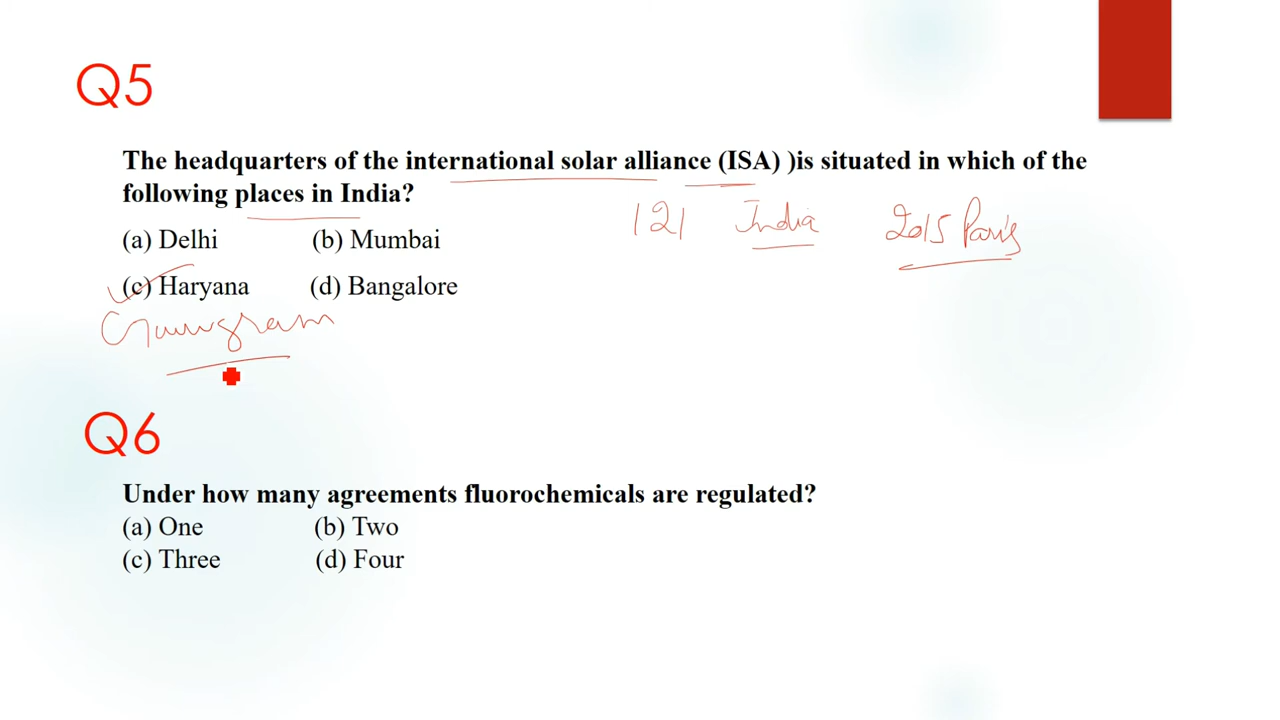 Q5
The headquarters of the international solar alliance (ISA) )is situated in which of the
following places in India?
121 India 2015 Paris
(a) Delhi (b) Mumbai
(c) Haryana (d) Bangalore
Gurugram
Q6
Under how many agreements fluorochemicals are regulated?
(a) One (b) Two
(c) Three (d) Four